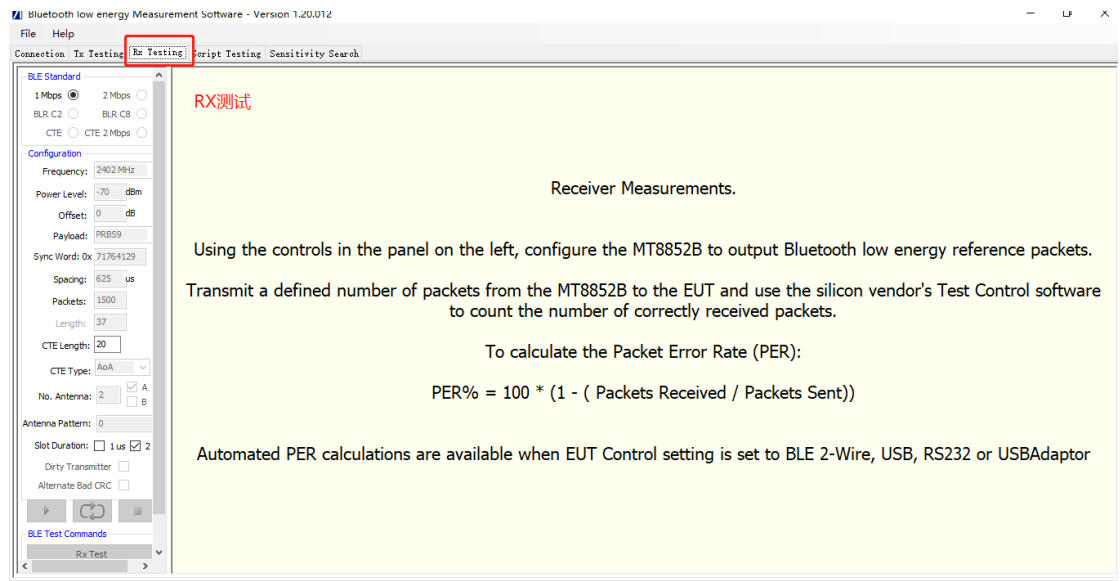 Bluetooth low energy Measurement Software - Version 1.20.012
File Help
Connection Tx Testing Rx Testing Script Testing Sensitivity Search
BLE Standard
1 Mbps 2 Mbps
BLR C2 BLR C8
CTE CTE 2 Mbps
Configuration
Frequency: 2402 MHz
Power Level: -70 dBm
Offset: 0 dB
Payload: PRBS9
Sync Word: 0x 71764129
Spacing: 625 us
Packets: 1500
Length: 37
CTE Length: 20
CTE Type: AoA
No. Antenna: 2 A
B
Antenna Pattern: 0
Slot Duration: 1 us 2
Dirty Transmitter
Alternate Bad CRC
BLE Test Commands
Rx Test
RX测试
Receiver Measurements.
Using the controls in the panel on the left, configure the MT8852B to output Bluetooth low energy reference packets.
Transmit a defined number of packets from the MT8852B to the EUT and use the silicon vendor's Test Control software
to count the number of correctly received packets.
To calculate the Packet Error Rate (PER):
PER% = 100 * (1 - ( Packets Received / Packets Sent))
Automated PER calculations are available when EUT Control setting is set to BLE 2-Wire, USB, RS232 or USBAdaptor